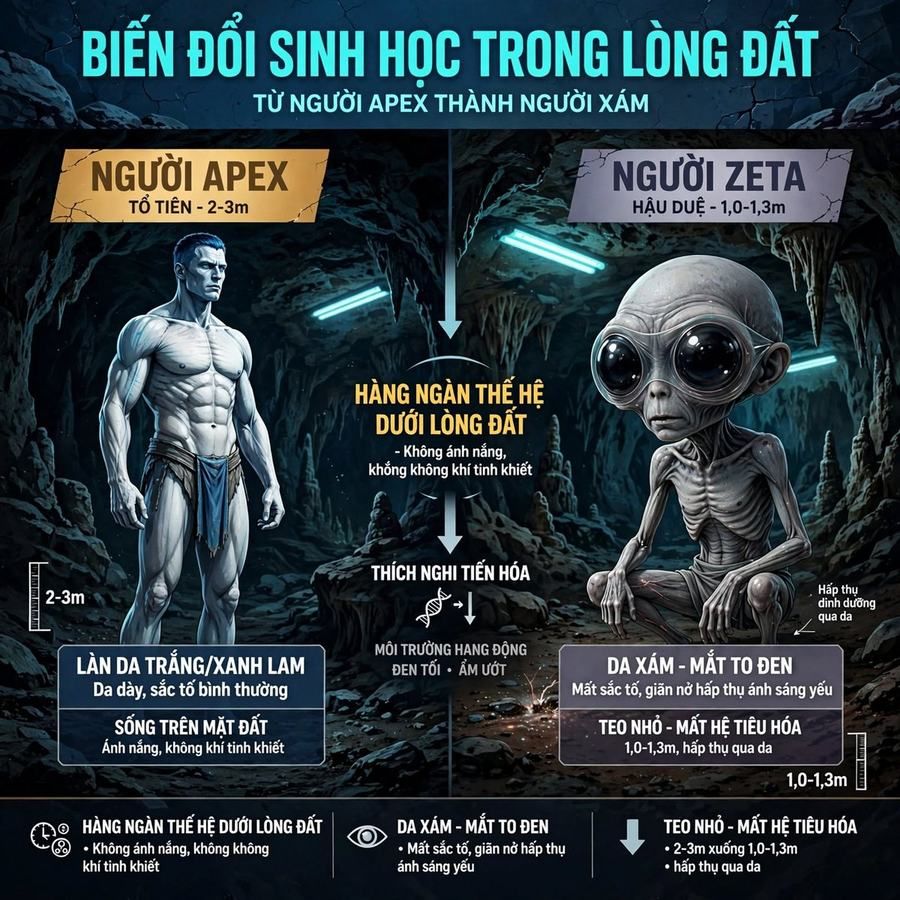 BIẾN ĐỔI SINH HỌC TRONG LÒNG ĐẤT
TỪ NGƯỜI APEX THÀNH NGƯỜI XÁM
NGƯỜI APEX
TỔ TIÊN - 2-3m
NGƯỜI ZETA
HẬU DUỆ - 1,0-1,3m
HÀNG NGÀN THẾ HỆ
DƯỚI LÒNG ĐẤT
- Không ánh nắng,
không không khí tinh khiết
THÍCH NGHI TIẾN HÓA
MÔI TRƯỜNG HANG ĐỘNG
ĐEN TỐI • ẨM ƯỚT
2-3m
Hấp thụ
dinh dưỡng
qua da
LÀN DA TRẮNG/XANH LAM
Da dày, sắc tố bình thường
SỐNG TRÊN MẶT ĐẤT
Ánh nắng, không khí tinh khiết
DA XÁM - MẮT TO ĐEN
Mất sắc tố, giãn nở hấp thụ ánh sáng yếu
TEO NHỎ - MẤT HỆ TIÊU HÓA
1,0-1,3m, hấp thụ qua da
1,0-1,3m
HÀNG NGÀN THẾ HỆ DƯỚI LÒNG ĐẤT
• Không ánh nắng, không không
khí tinh khiết
DA XÁM - MẮT TO ĐEN
• Mất sắc tố, giãn nở hấp thụ
ánh sáng yếu
TEO NHỎ - MẤT HỆ TIÊU HÓA
• 2-3m xuống 1,0-1,3m
• hấp thụ qua da